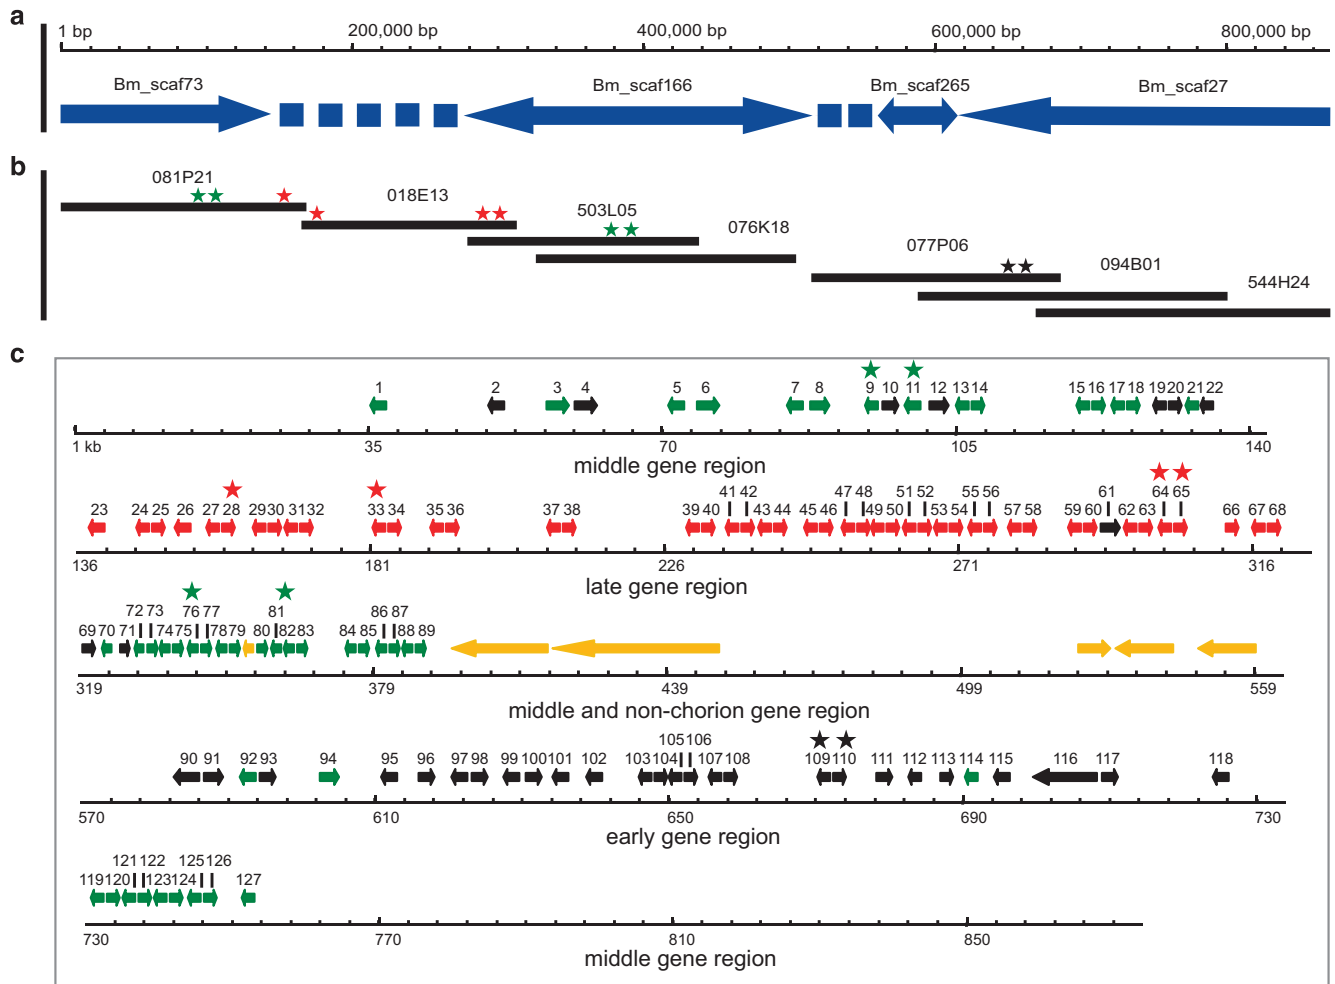 a
1 bp 200,000 bp 400,000 bp 600,000 bp 800,000 bp
Bm_scaf73 Bm_scaf166 Bm_scaf265 Bm_scaf27
b
081P21 018E13 503L05 076K18 077P06 094B01 544H24
c
1 2 3 4 5 6 7 8 9 10 11 12 13 14 15 16 17 18 19 20 21 22
1 kb 35 70 105 140
middle gene region
23 24 25 26 27 28 29 30 31 32 33 34 35 36 37 38 39 40 41 42 43 44 45 46 47 48 49 50 51 52 53 54 55 56 57 58 59 60 61 62 63 64 65 66 67 68
136 181 226 271 316
late gene region
69 70 71 72 73 74 75 76 77 78 79 80 81 82 83 84 85 86 87 88 89
319 379 439 499 559
middle and non-chorion gene region
90 91 92 93 94 95 96 97 98 99 100 101 102 103 104 105 106 107 108 109 110 111 112 113 114 115 116 117 118
570 610 650 690 730
early gene region
119 120 121 122 123 124 125 126 127
730 770 810 850
middle gene region